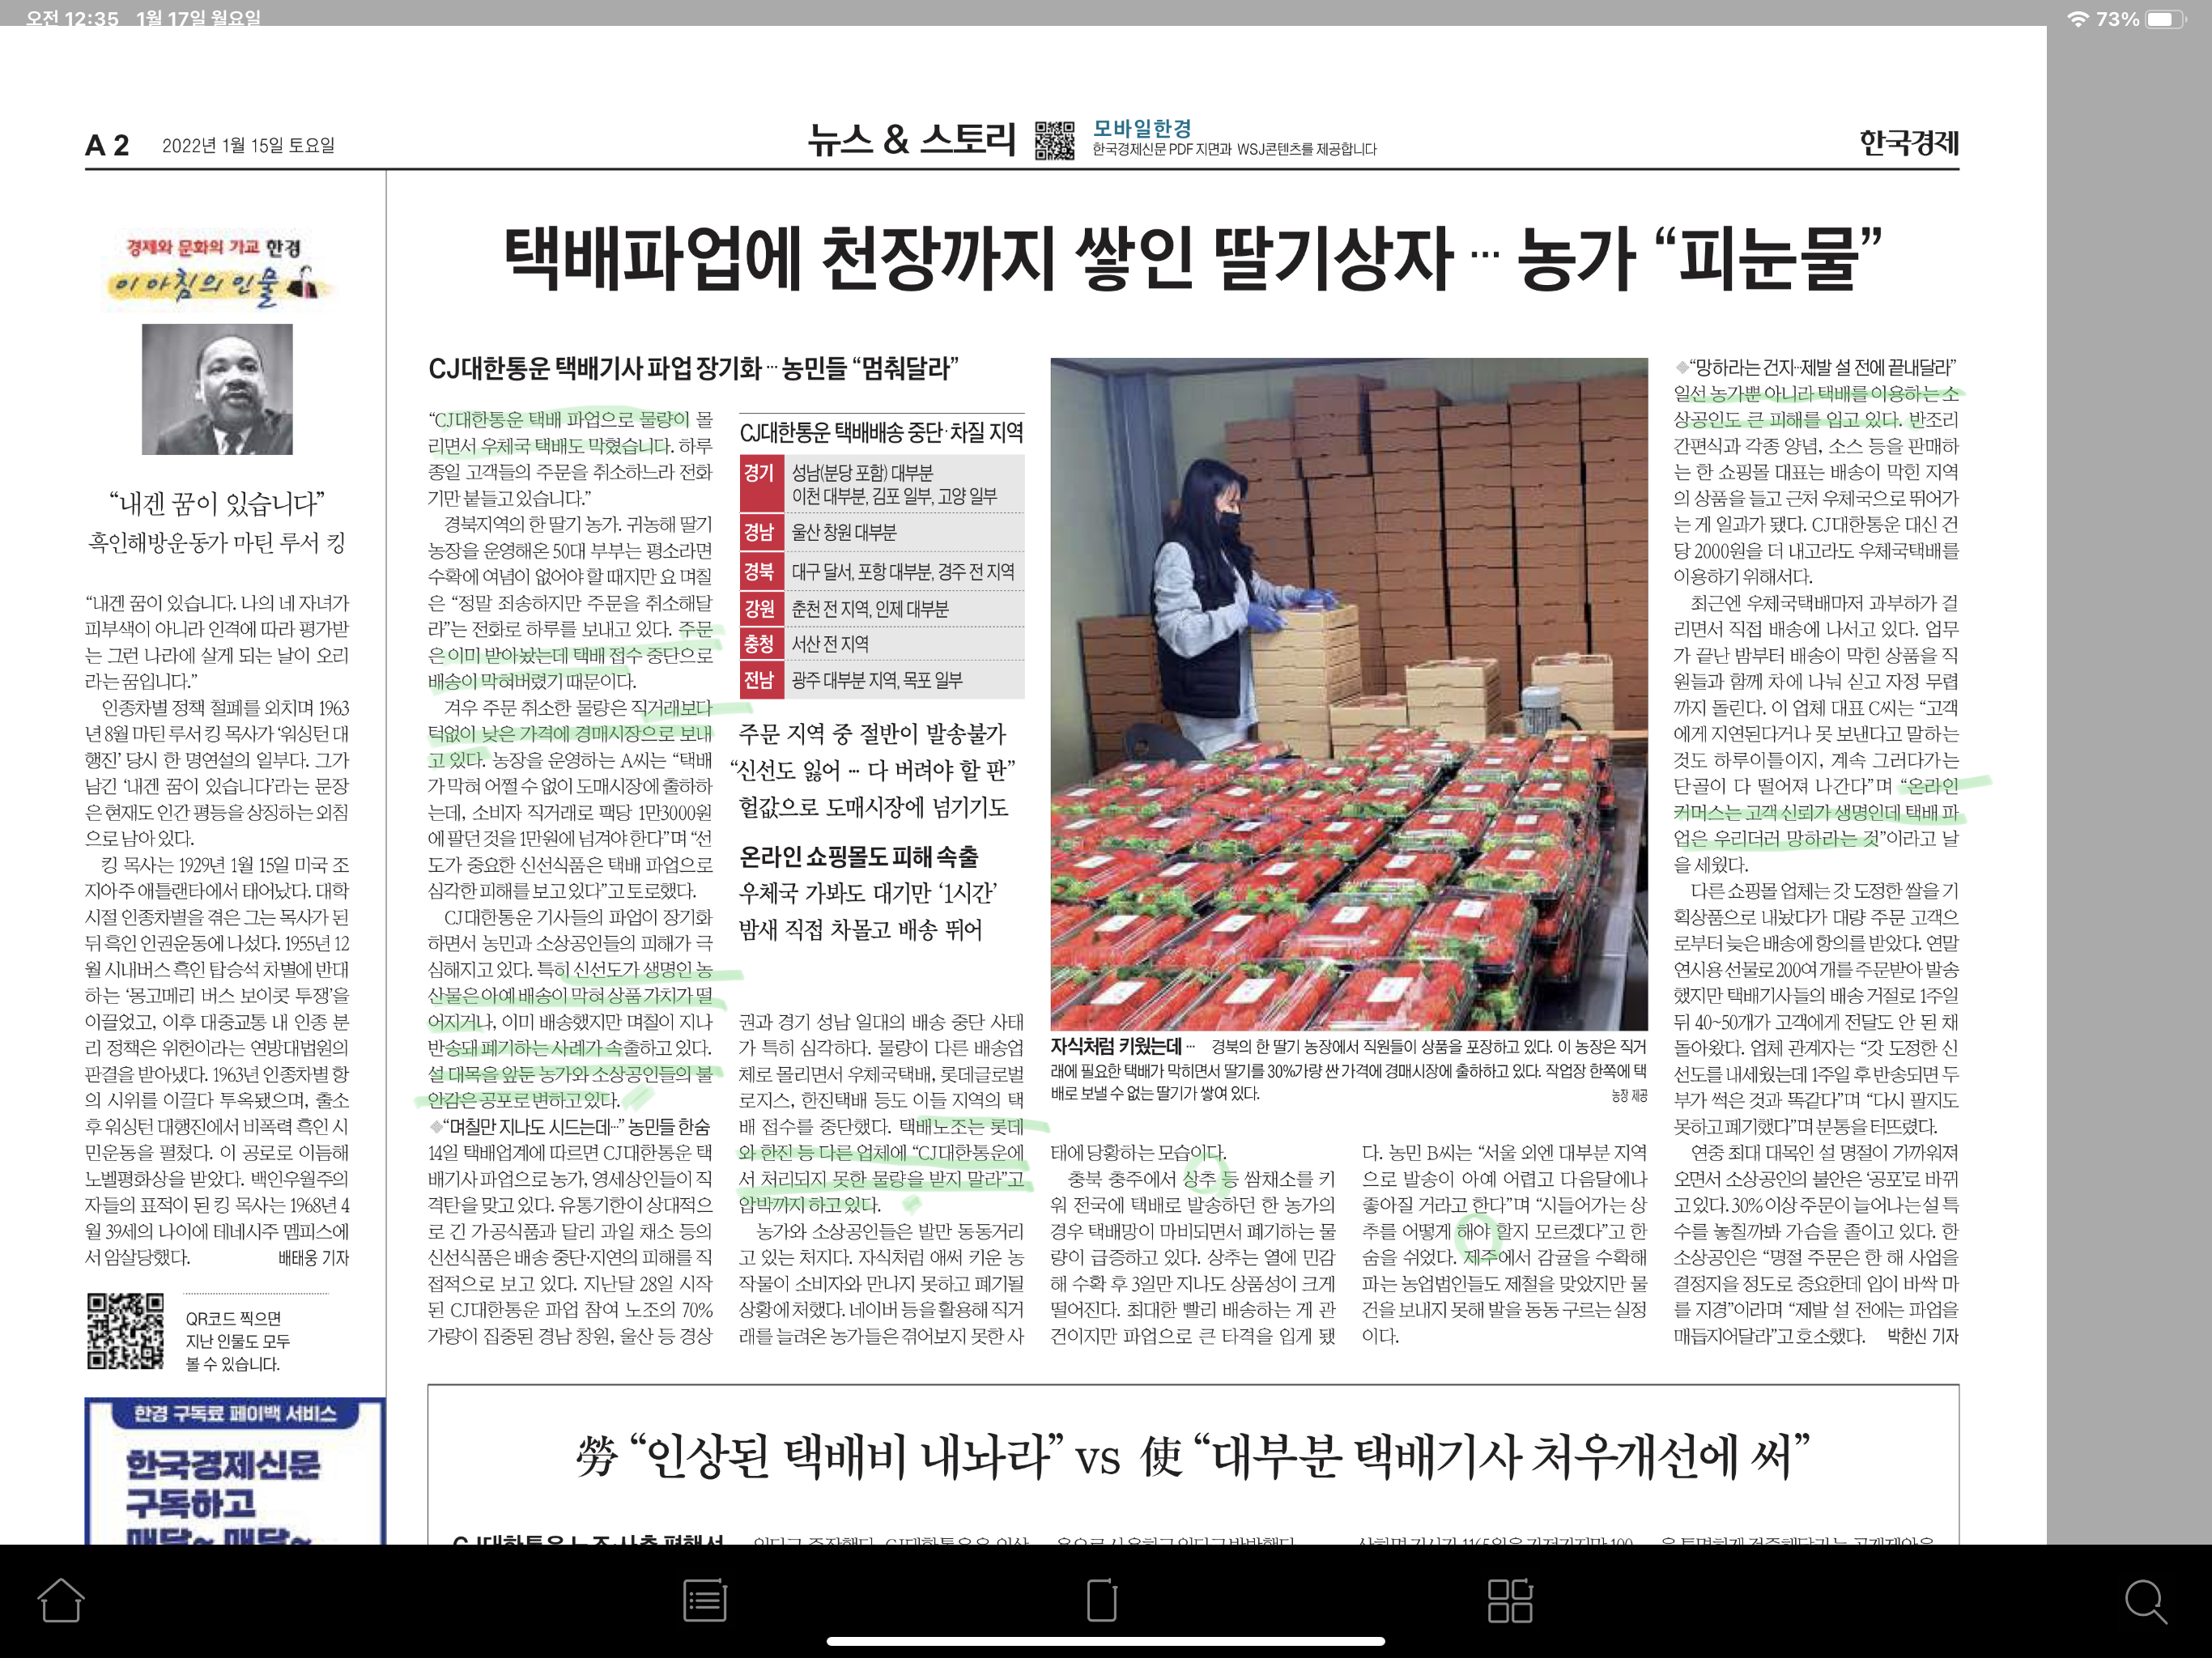 오전 12:35 1월 17일 월요일
73%
A 2
2022년 1월 15일 토요일
뉴스 & 스토리
모바일한경
한국경제신문 PDF 지면과 WSJ콘텐츠를 제공합니다
한국경제
경제와 문화의 가교 한경
이 아침의 인물
“내겐 꿈이 있습니다”
흑인해방운동가 마틴 루서 킹
“내겐 꿈이 있습니다. 나의 네 자녀가
피부색이 아니라 인격에 따라 평가받
는 그런 나라에 살게 되는 날이 오리
라는 꿈입니다.”
인종차별 정책 철폐를 외치며 1963
년 8월 마틴 루서 킹 목사가 ‘워싱턴 대
행진’ 당시 한 명연설의 일부다. 그가
남긴 ‘내겐 꿈이 있습니다’라는 문장
은 현재도 인간 평등을 상징하는 외침
으로 남아 있다.
킹 목사는 1929년 1월 15일 미국 조
지아주 애틀랜타에서 태어났다. 대학
시절 인종차별을 겪은 그는 목사가 된
뒤 흑인 인권운동에 나섰다. 1955년 12
월 시내버스 흑인 탑승석 차별에 반대
하는 ‘몽고메리 버스 보이콧 투쟁’을
이끌었고, 이후 대중교통 내 인종 분
리 정책은 위헌이라는 연방대법원의
판결을 받아냈다. 1963년 인종차별 항
의 시위를 이끌다 투옥됐으며, 출소
후 워싱턴 대행진에서 비폭력 흑인 시
민운동을 펼쳤다. 이 공로로 이듬해
노벨평화상을 받았다. 백인우월주의
자들의 표적이 된 킹 목사는 1968년 4
월 39세의 나이에 테네시주 멤피스에
서 암살당했다. 배태웅 기자
QR코드 찍으면
지난 인물도 모두
볼 수 있습니다.
한경 구독료 페이백 서비스
한국경제신문
구독하고
매달~ 매달~
택배파업에 천장까지 쌓인 딸기상자 … 농가 “피눈물”
CJ대한통운 택배기사 파업 장기화 … 농민들 “멈춰달라”
“CJ대한통운 택배 파업으로 물량이 몰
리면서 우체국 택배도 막혔습니다. 하루
종일 고객들의 주문을 취소하느라 전화
기만 붙들고 있습니다.”
경북지역의 한 딸기 농가. 귀농해 딸기
농장을 운영해온 50대 부부는 평소라면
수확에 여념이 없어야 할 때지만 요 며칠
은 “정말 죄송하지만 주문을 취소해달
라”는 전화로 하루를 보내고 있다. 주문
은 이미 받아놨는데 택배 접수 중단으로
배송이 막혀버렸기 때문이다.
겨우 주문 취소한 물량은 직거래보다
턱없이 낮은 가격에 경매시장으로 보내
고 있다. 농장을 운영하는 A씨는 “택배
가 막혀 어쩔 수 없이 도매시장에 출하하
는데, 소비자 직거래로 팩당 1만3000원
에 팔던 것을 1만원에 넘겨야 한다”며 “선
도가 중요한 신선식품은 택배 파업으로
심각한 피해를 보고 있다”고 토로했다.
CJ대한통운 기사들의 파업이 장기화
하면서 농민과 소상공인들의 피해가 극
심해지고 있다. 특히 신선도가 생명인 농
산물은 아예 배송이 막혀 상품 가치가 떨
어지거나, 이미 배송했지만 며칠이 지나
반송돼 폐기하는 사례가 속출하고 있다.
설 대목을 앞둔 농가와 소상공인들의 불
안감은 공포로 변하고 있다.
◆“며칠만 지나도 시드는데…” 농민들 한숨
14일 택배업계에 따르면 CJ대한통운 택
배기사 파업으로 농가, 영세상인들이 직
격탄을 맞고 있다. 유통기한이 상대적으
로 긴 가공식품과 달리 과일 채소 등의
신선식품은 배송 중단·지연의 피해를 직
접적으로 보고 있다. 지난달 28일 시작
된 CJ대한통운 파업 참여 노조의 70%
가량이 집중된 경남 창원, 울산 등 경상
CJ대한통운 택배배송 중단·차질 지역
경기 성남(분당 포함) 대부분
이천 대부분, 김포 일부, 고양 일부
경남 울산 창원 대부분
경북 대구 달서, 포항 대부분, 경주 전 지역
강원 춘천 전 지역, 인제 대부분
충청 서산 전 지역
전남 광주 대부분 지역, 목포 일부
주문 지역 중 절반이 발송불가
“신선도 잃어 … 다 버려야 할 판”
헐값으로 도매시장에 넘기기도
온라인 쇼핑몰도 피해 속출
우체국 가봐도 대기만 ‘1시간’
밤새 직접 차몰고 배송 뛰어
권과 경기 성남 일대의 배송 중단 사태
가 특히 심각하다. 물량이 다른 배송업
체로 몰리면서 우체국택배, 롯데글로벌
로지스, 한진택배 등도 이들 지역의 택
배 접수를 중단했다. 택배노조는 롯데
와 한진 등 다른 업체에 “CJ대한통운에
서 처리되지 못한 물량을 받지 말라”고
압박까지 하고 있다.
농가와 소상공인들은 발만 동동거리
고 있는 처지다. 자식처럼 애써 키운 농
작물이 소비자와 만나지 못하고 폐기될
상황에 처했다. 네이버 등을 활용해 직거
래를 늘려온 농가들은 겪어보지 못한 사
자식처럼 키웠는데 … 경북의 한 딸기 농장에서 직원들이 상품을 포장하고 있다. 이 농장은 직거
래에 필요한 택배가 막히면서 딸기를 30%가량 싼 가격에 경매시장에 출하하고 있다. 작업장 한쪽에 택
배로 보낼 수 없는 딸기가 쌓여 있다. 농장 제공
태에 당황하는 모습이다.
충북 충주에서 상추 등 쌈채소를 키
워 전국에 택배로 발송하던 한 농가의
경우 택배망이 마비되면서 폐기하는 물
량이 급증하고 있다. 상추는 열에 민감
해 수확 후 3일만 지나도 상품성이 크게
떨어진다. 최대한 빨리 배송하는 게 관
건이지만 파업으로 큰 타격을 입게 됐
다. 농민 B씨는 “서울 외엔 대부분 지역
으로 발송이 아예 어렵고 다음달에나
좋아질 거라고 한다”며 “시들어가는 상
추를 어떻게 해야 할지 모르겠다”고 한
숨을 쉬었다. 제주에서 감귤을 수확해
파는 농업법인들도 제철을 맞았지만 물
건을 보내지 못해 발을 동동 구르는 실정
이다.
◆“망하라는 건지…제발 설 전에 끝내달라”
일선 농가뿐 아니라 택배를 이용하는 소
상공인도 큰 피해를 입고 있다. 반조리
간편식과 각종 양념, 소스 등을 판매하
는 한 쇼핑몰 대표는 배송이 막힌 지역
의 상품을 들고 근처 우체국으로 뛰어가
는 게 일과가 됐다. CJ대한통운 대신 건
당 2000원을 더 내고라도 우체국택배를
이용하기 위해서다.
최근엔 우체국택배마저 과부하가 걸
리면서 직접 배송에 나서고 있다. 업무
가 끝난 밤부터 배송이 막힌 상품을 직
원들과 함께 차에 나눠 싣고 자정 무렵
까지 돌린다. 이 업체 대표 C씨는 “고객
에게 지연된다거나 못 보낸다고 말하는
것도 하루이틀이지, 계속 그러다가는
단골이 다 떨어져 나간다”며 “온라인
커머스는 고객 신뢰가 생명인데 택배 파
업은 우리더러 망하라는 것”이라고 날
을 세웠다.
다른 쇼핑몰 업체는 갓 도정한 쌀을 기
획상품으로 내놨다가 대량 주문 고객으
로부터 늦은 배송에 항의를 받았다. 연말
연시용 선물로 200여 개를 주문받아 발송
했지만 택배기사들의 배송 거절로 1주일
뒤 40~50개가 고객에게 전달도 안 된 채
돌아왔다. 업체 관계자는 “갓 도정한 신
선도를 내세웠는데 1주일 후 반송되면 두
부가 썩은 것과 똑같다”며 “다시 팔지도
못하고 폐기했다”며 분통을 터뜨렸다.
연중 최대 대목인 설 명절이 가까워져
오면서 소상공인의 불안은 ‘공포’로 바뀌
고 있다. 30% 이상 주문이 늘어나는 설 특
수를 놓칠까봐 가슴을 졸이고 있다. 한
소상공인은 “명절 주문은 한 해 사업을
결정지을 정도로 중요한데 입이 바싹 마
를 지경”이라며 “제발 설 전에는 파업을
매듭지어달라”고 호소했다. 박한신 기자
勞 “인상된 택배비 내놔라” vs 使 “대부분 택배기사 처우개선에 써”